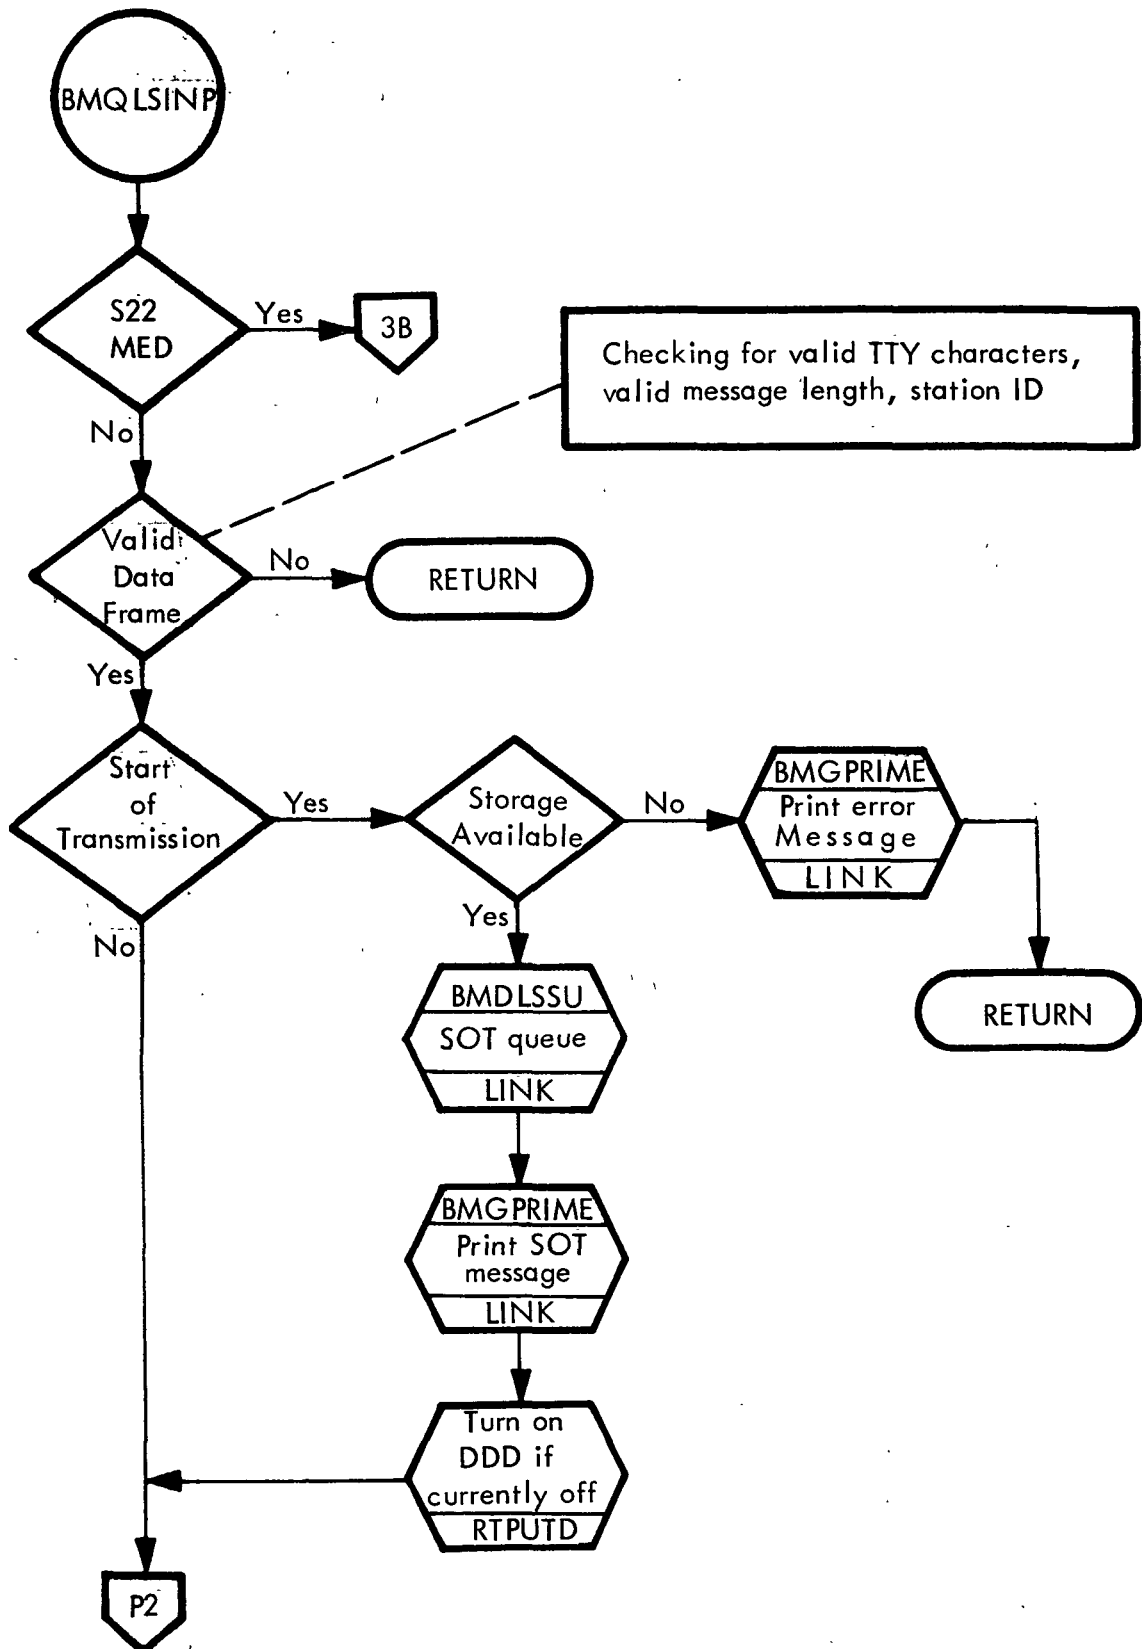 BMQLSINP
S22
MED
Yes
3B
No
Checking for valid TTY characters,
valid message length, station ID
Valid
Data
Frame
No
RETURN
Yes
Start
of
Transmission
Yes
Storage
Available
No
BMGPRIME
Print error
Message
LINK
RETURN
Yes
No
BMDLSSU
SOT queue
LINK
BMGPRIME
Print SOT
message
LINK
Turn on
DDD if
currently off
RTPUTD
P2